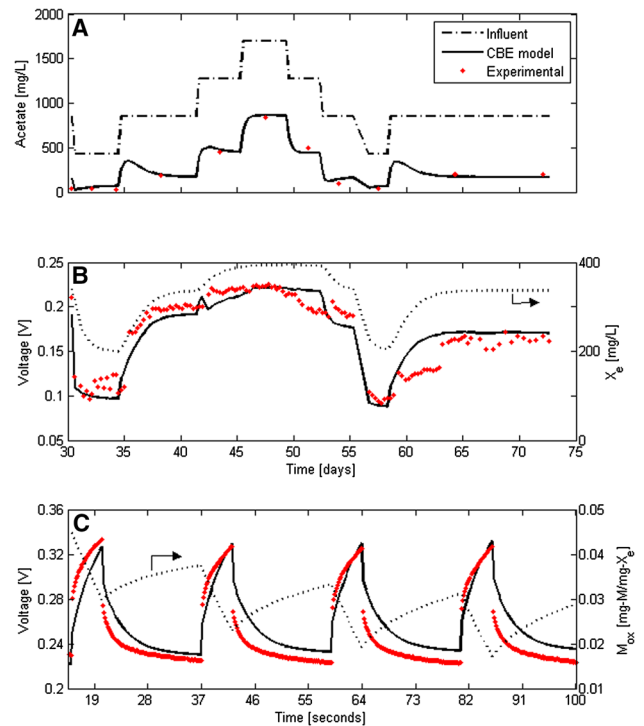 A
2000
1500
1000
500
0
Acetate [mg/L]
Influent
CBE model
Experimental
B
0.25
0.2
0.15
0.1
0.05
Voltage [V]
400
200
0
X_e [mg/L]
30 35 40 45 50 55 60 65 70 75
Time [days]
C
0.36
0.32
0.28
0.24
0.20
Voltage [V]
0.05
0.04
0.03
0.02
0.01
M_ox [mg-M/mg-X_e]
19 28 37 46 55 64 73 82 91 100
Time [seconds]